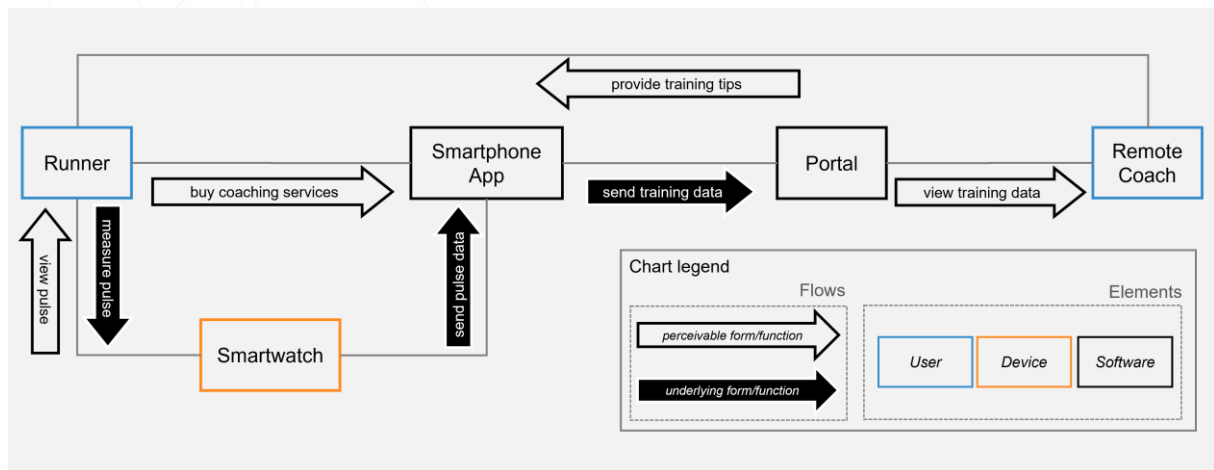 provide training tips
Runner
Smartphone
App
Portal
Remote
Coach
buy coaching services
send training data
view training data
view pulse
measure pulse
send pulse data
Smartwatch
Chart legend
Flows
Elements
perceivable form/function
underlying form/function
User
Device
Software